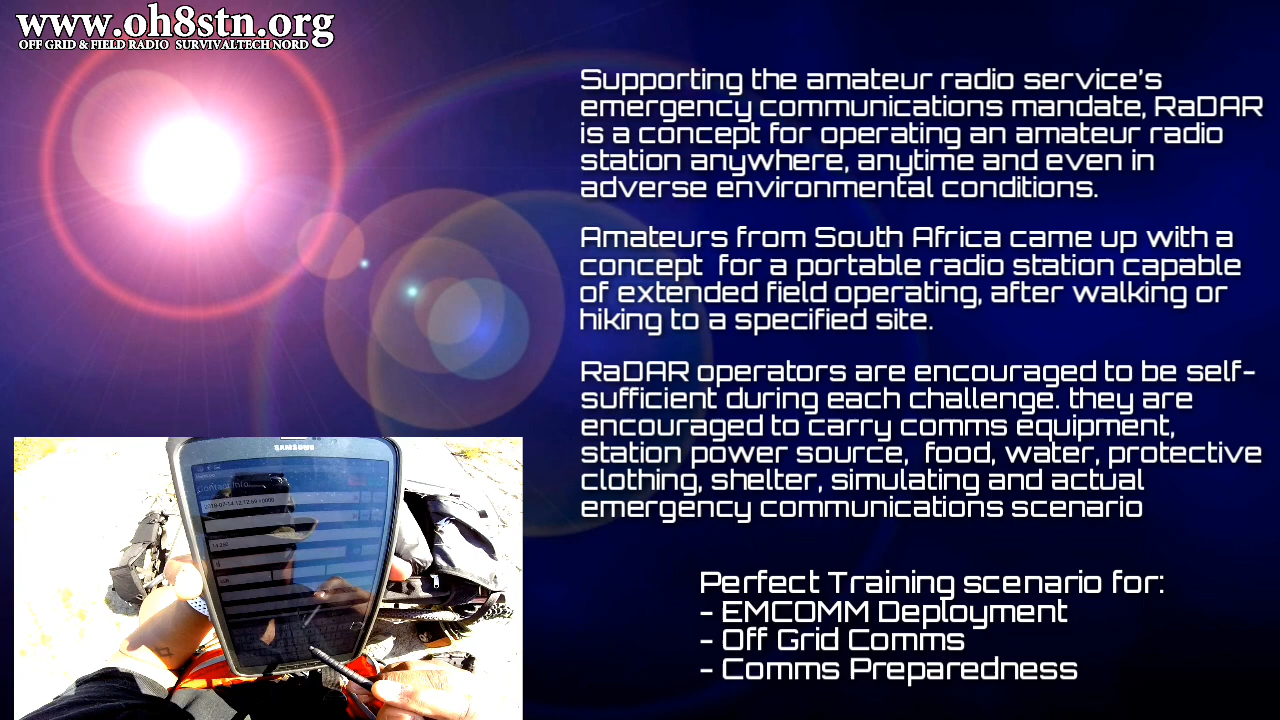 www.oh8stn.org
OFF GRID & FIELD RADIO SURVIVALTECH NORD
Supporting the amateur radio service's
emergency communications mandate, RaDAR
is a concept for operating an amateur radio
station anywhere, anytime and even in
adverse environmental conditions.
Amateurs from South Africa came up with a
concept for a portable radio station capable
of extended field operating, after walking or
hiking to a specified site.
RaDAR operators are encouraged to be self-
sufficient during each challenge. they are
encouraged to carry comms equipment,
station power source, food, water, protective
clothing, shelter, simulating and actual
emergency communications scenario
Perfect Training scenario for:
- EMCOMM Deployment
- Off Grid Comms
- Comms Preparedness
SAMSUNG
Contact Info